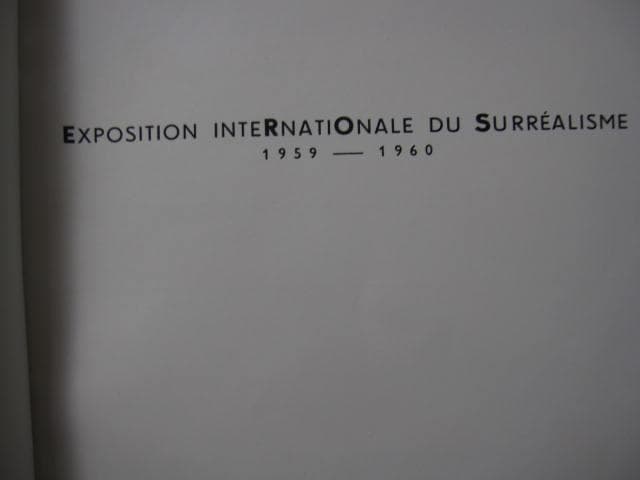 EXPOSITION INTERNATIONALE DU SURRÉALISME
1959 — 1960